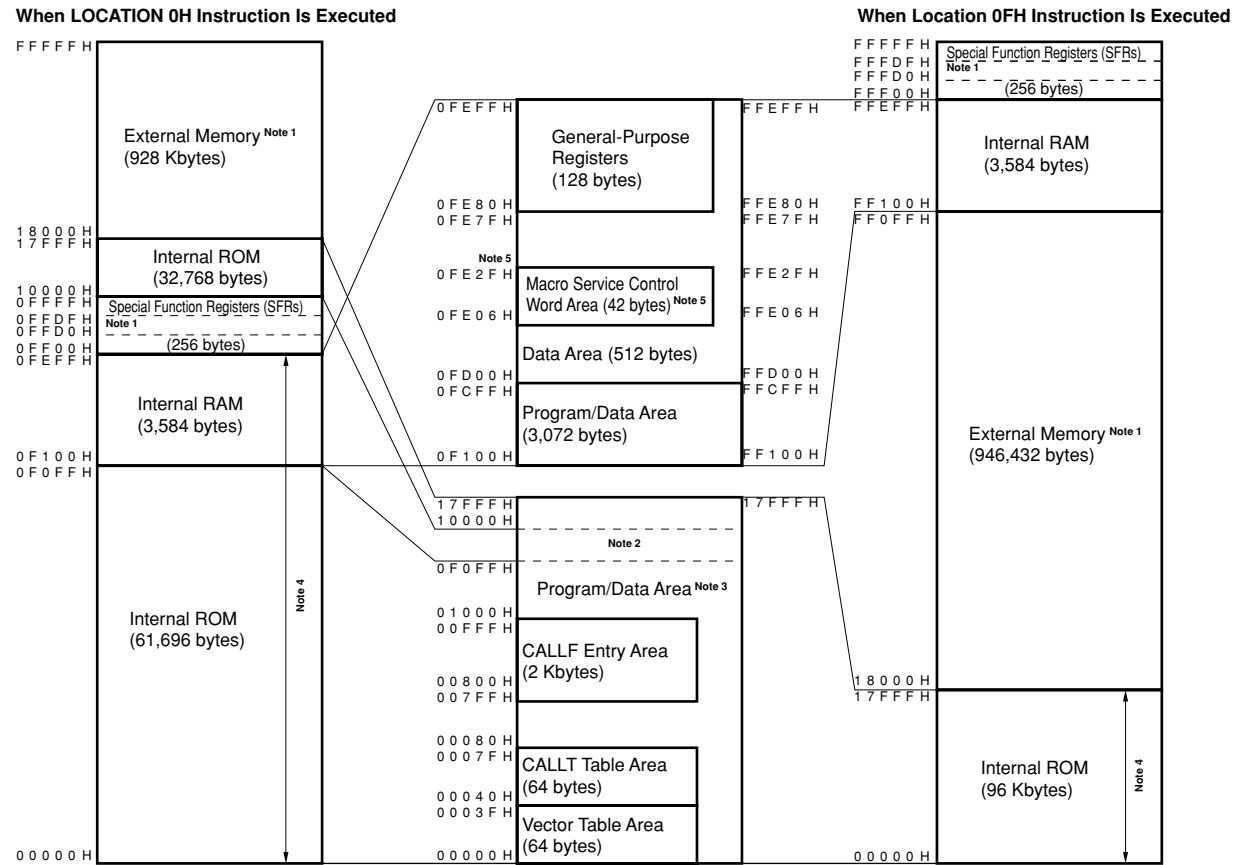 When LOCATION 0H Instruction Is Executed
F F F F F H
External Memory Note 1
(928 Kbytes)
1 8 0 0 0 H
1 7 F F F H
Internal ROM
(32,768 bytes)
1 0 0 0 0 H
0 F F F F H
Special Function Registers (SFRs)
0 F F D F H
Note 1
0 F F D 0 H
(256 bytes)
0 F F 0 0 H
0 F E F F H
Internal RAM
(3,584 bytes)
0 F 1 0 0 H
0 F 0 F F H
Note 4
Internal ROM
(61,696 bytes)
0 0 0 0 0 H
0 F E F F H
General-Purpose
Registers
(128 bytes)
F F E F F H
0 F E 8 0 H
F F E 8 0 H
0 F E 7 F H
F F E 7 F H
Note 5
0 F E 2 F H
F F E 2 F H
Macro Service Control
Word Area (42 bytes) Note 5
0 F E 0 6 H
F F E 0 6 H
Data Area (512 bytes)
0 F D 0 0 H
F F D 0 0 H
0 F C F F H
F F C F F H
Program/Data Area
(3,072 bytes)
0 F 1 0 0 H
F F 1 0 0 H
1 7 F F F H
1 7 F F F H
1 0 0 0 0 H
Note 2
0 F 0 F F H
Program/Data Area Note 3
0 1 0 0 0 H
0 0 F F F H
CALLF Entry Area
(2 Kbytes)
0 0 8 0 0 H
0 0 7 F F H
0 0 0 8 0 H
0 0 0 7 F H
CALLT Table Area
(64 bytes)
0 0 0 4 0 H
0 0 0 3 F H
Vector Table Area
(64 bytes)
0 0 0 0 0 H
When Location 0FH Instruction Is Executed
F F F F F H
Special Function Registers (SFRs)
F F F D F H
Note 1
F F F D 0 H
(256 bytes)
F F F 0 0 H
F F E F F H
Internal RAM
(3,584 bytes)
F F 1 0 0 H
F F 0 F F H
External Memory Note 1
(946,432 bytes)
1 8 0 0 0 H
1 7 F F F H
Internal ROM
(96 Kbytes)
Note 4
0 0 0 0 0 H